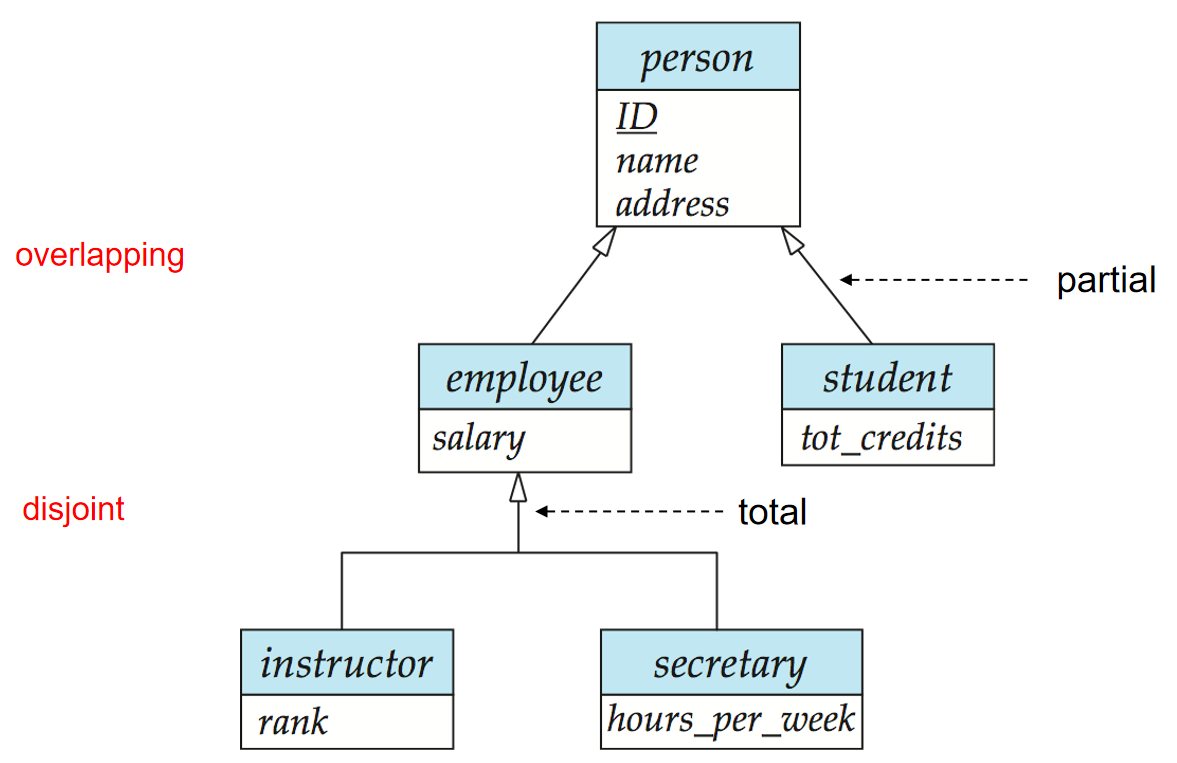 person
ID
name
address
overlapping
partial
employee
student
salary
tot_credits
disjoint
total
instructor
secretary
rank
hours_per_week